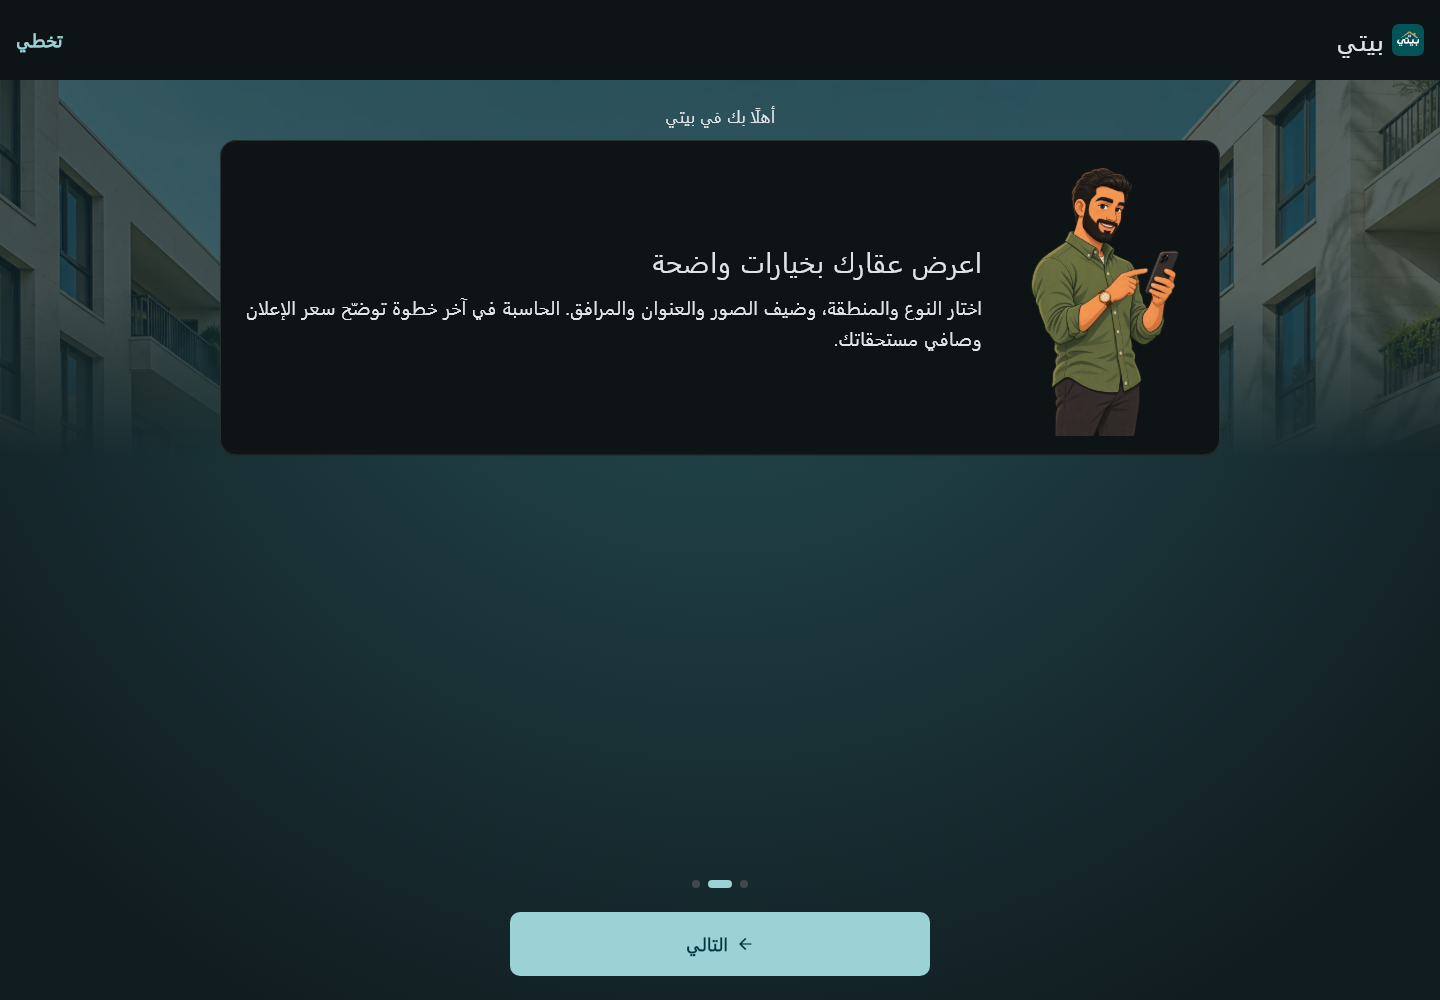 بيتي
بيتي
تخطي
أهلًا بك في بيتي
اعرض عقارك بخيارات واضحة
اختار النوع والمنطقة، وضيف الصور والعنوان والمرافق. الحاسبة في آخر خطوة توضّح سعر الإعلان
وصافي مستحقاتك.
التالي